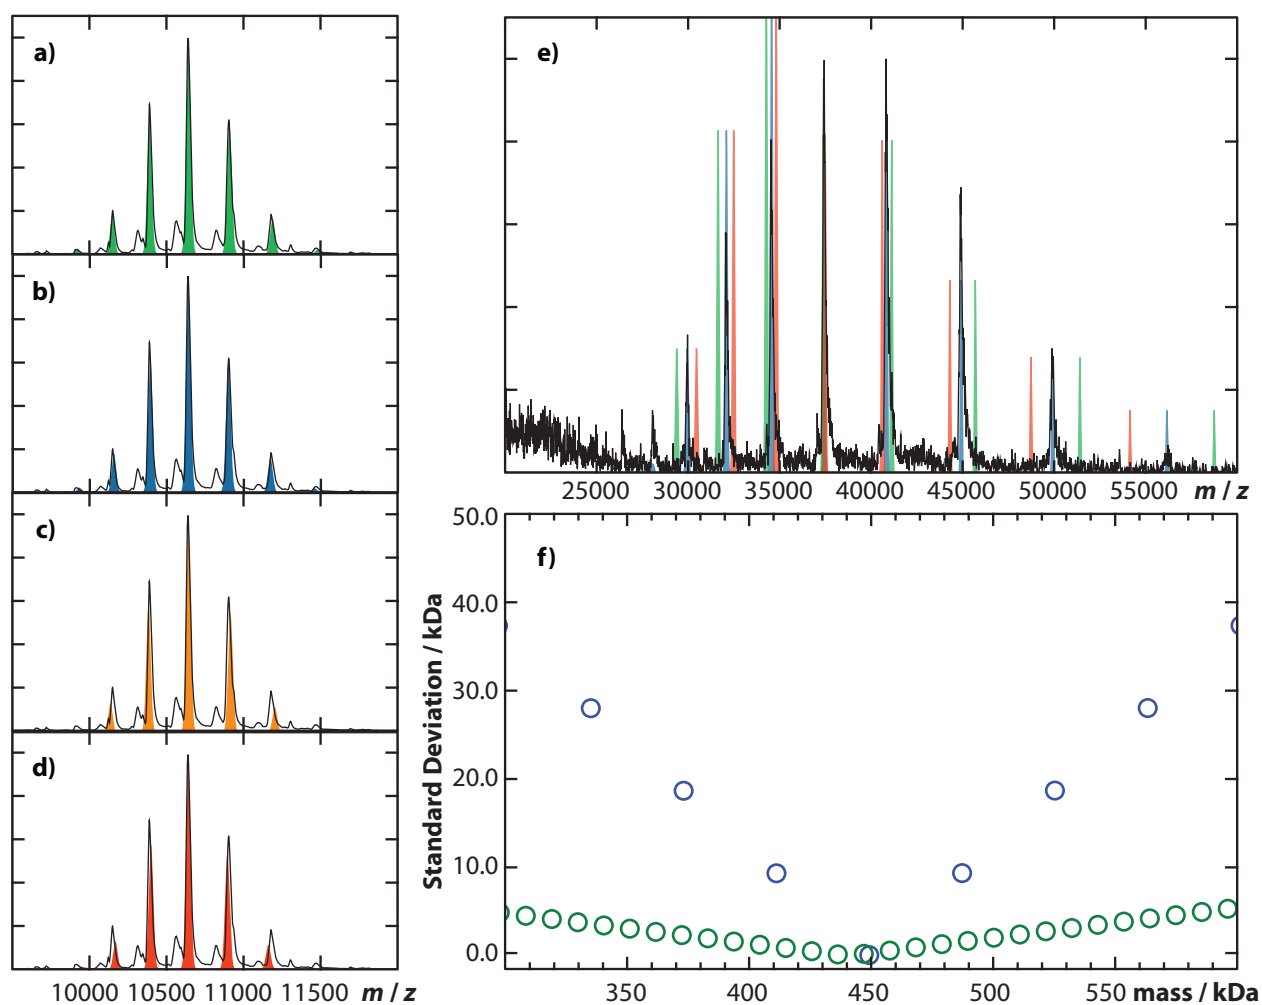 a)
b)
c)
d)
10000 10500 11000 11500 m / z
e)
25000 30000 35000 40000 45000 50000 55000 m / z
f)
Standard Deviation / kDa
50.0
40.0
30.0
20.0
10.0
0.0
350 400 450 500 550 mass / kDa